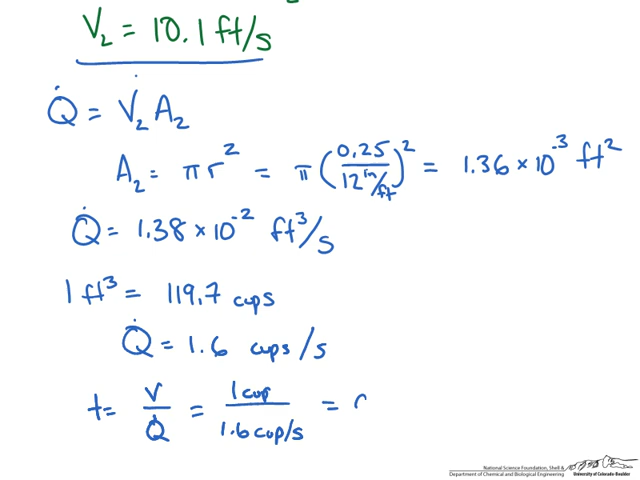 V₂ = 10.1 ft/s
Q̇ = V̇₂ A₂
A₂ = πr² = π(0.25/12 in/ft)² = 1.36 × 10⁻³ ft²
Q̇ = 1.38 × 10⁻² ft³/s
1 ft³ = 119.7 cups
Q̇ = 1.6 cups/s
t = V/Q̇ = 1 cup/1.6 cup/s = 0
National Science Foundation, Shell &
Department of Chemical and Biological Engineering
University of Colorado Boulder